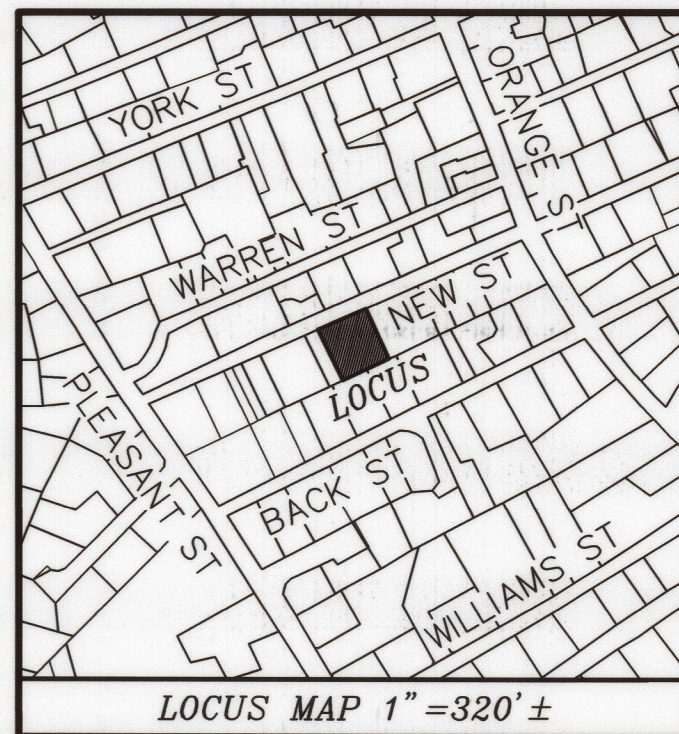 YORK ST
ORANGE ST
WARREN ST
NEW ST
LOCUS
PLEASANT ST
BACK ST
WILLIAMS ST
LOCUS MAP 1"=320'±